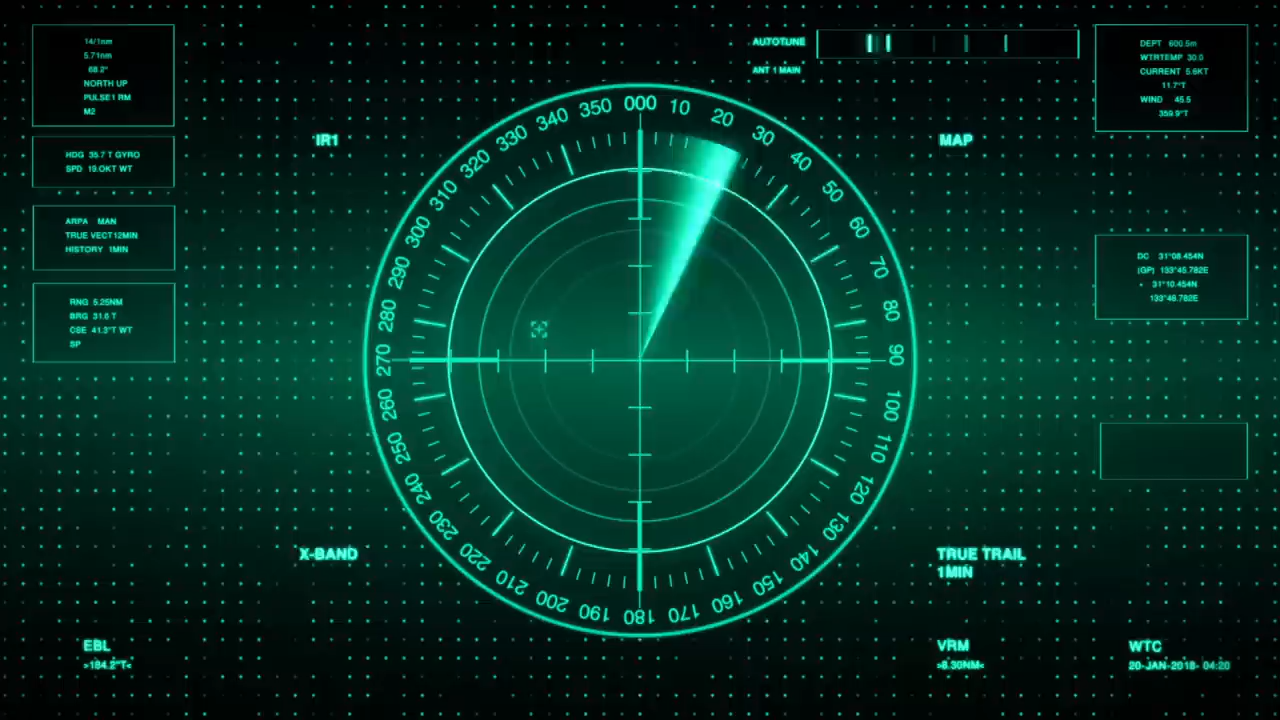 14/1nm
5.71nm
68.2°
NORTH UP
PULSE1 RM
M2
HDG 35.7 T GYRO
SPD 19.0KT WT
ARPA MAN
TRUE VECT12MIN
HISTORY 1MIN
RNG 5.25NM
BRG 31.6 T
CSE 41.3°T WT
SP
IR1
X-BAND
EBL
>184.2°T<
AUTOTUNE
ANT 1 MAIN
000 10 20 30 40 50 60 70 80 90 100 110 120 130 140 150 160 170 180 190 200 210 220 230 240 250 260 270 280 290 300 310 320 330 340 350
MAP
TRUE TRAIL
1MIN
VRM
>8.30NM<
DEPT 600.5m
WTRTEMP 30.0
CURRENT 5.6KT
11.7°T
WIND 45.5
359.9°T
DC 31°08.454N
(GP) 133°45.782E
31°10.454N
133°46.782E
WTC
20-JAN-2018- 04:20